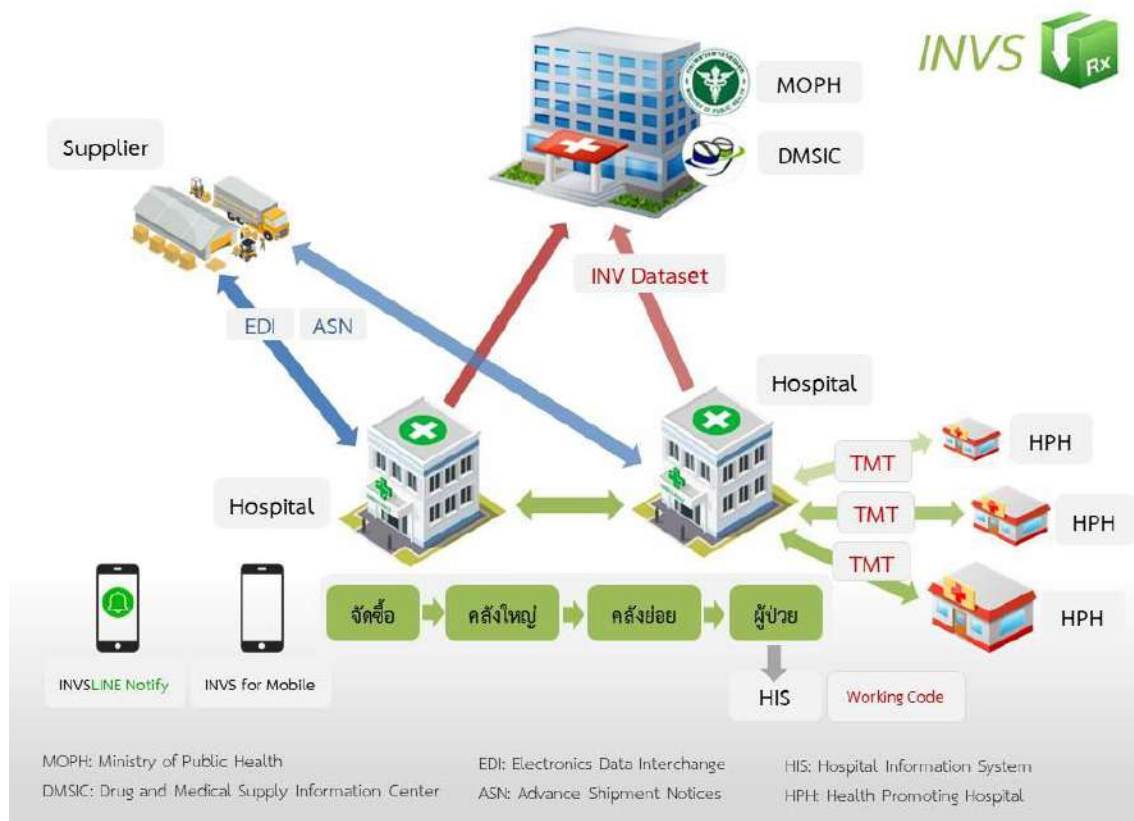 INVS
Rx
MOPH
DMSIC
Supplier
INV Dataset
EDI
ASN
Hospital
Hospital
TMT
HPH
TMT
HPH
TMT
HPH
จัดซื้อ
คลังใหญ่
คลังย่อย
ผู้ป่วย
INVSLINE Notify
INVS for Mobile
HIS
Working Code
MOPH: Ministry of Public Health
EDI: Electronics Data Interchange
HIS: Hospital Information System
DMSIC: Drug and Medical Supply Information Center
ASN: Advance Shipment Notices
HPH: Health Promoting Hospital